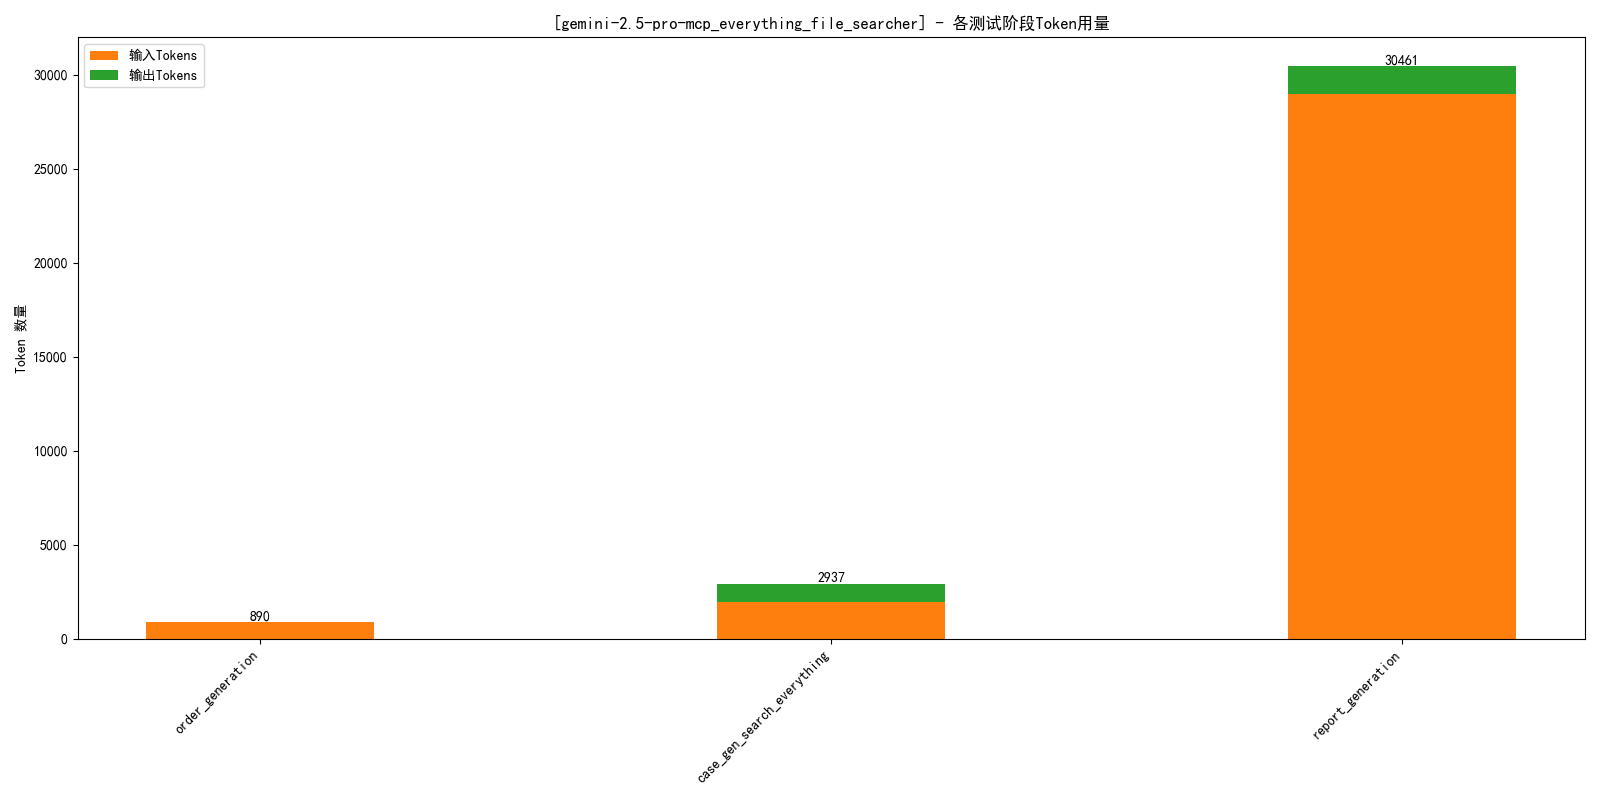 [gemini-2.5-pro-mcp_everything_file_searcher] - 各测试阶段Token用量
输入Tokens
输出Tokens
Token 数量
30000
25000
20000
15000
10000
5000
0
890
2937
30461
order_generation
case_gen_search_everything
report_generation